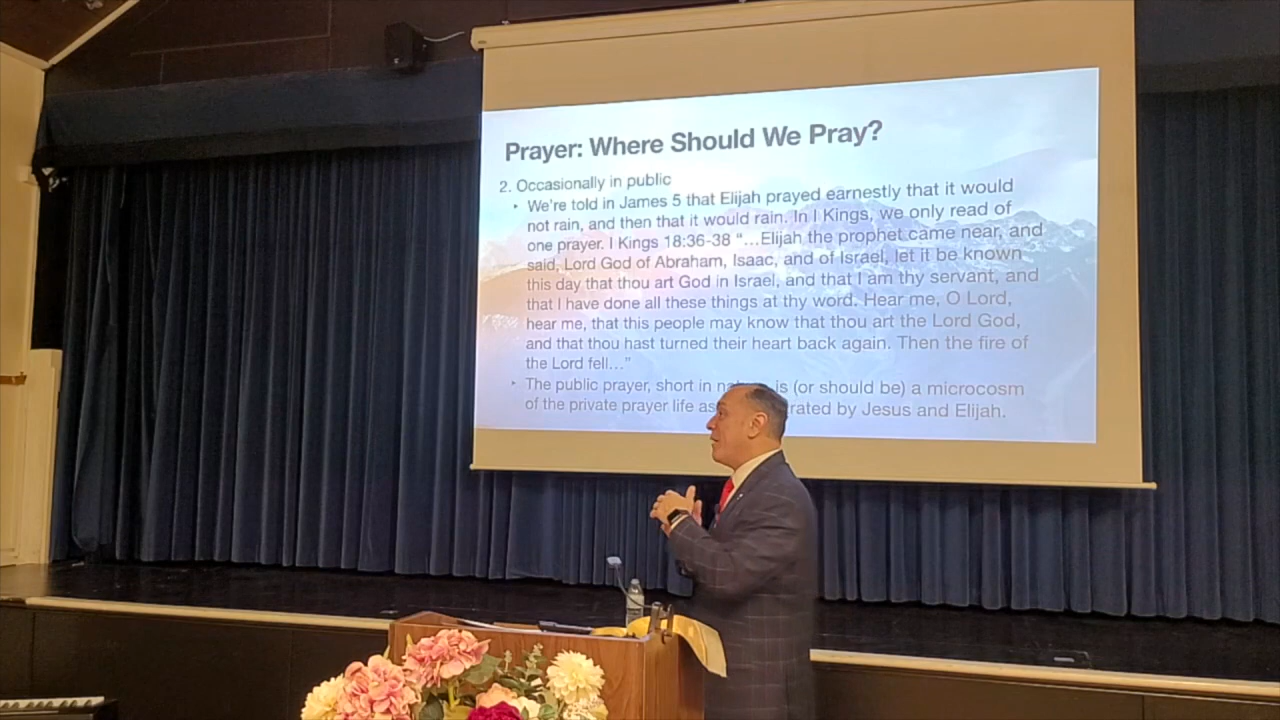 Prayer: Where Should We Pray?
2. Occasionally in public
• We're told in James 5 that Elijah prayed earnestly that it would
not rain, and then that it would rain. In I Kings, we only read of
one prayer. I Kings 18:36-38 “...Elijah the prophet came near, and
said, Lord God of Abraham, Isaac, and of Israel, let it be known
this day that thou art God in Israel, and that I am thy servant, and
that I have done all these things at thy word. Hear me, O Lord,
hear me, that this people may know that thou art the Lord God,
and that thou hast turned their heart back again. Then the fire of
the Lord fell...”
• The public prayer, short in is (or should be) a microcosm
of the private prayer life as by Jesus and Elijah.